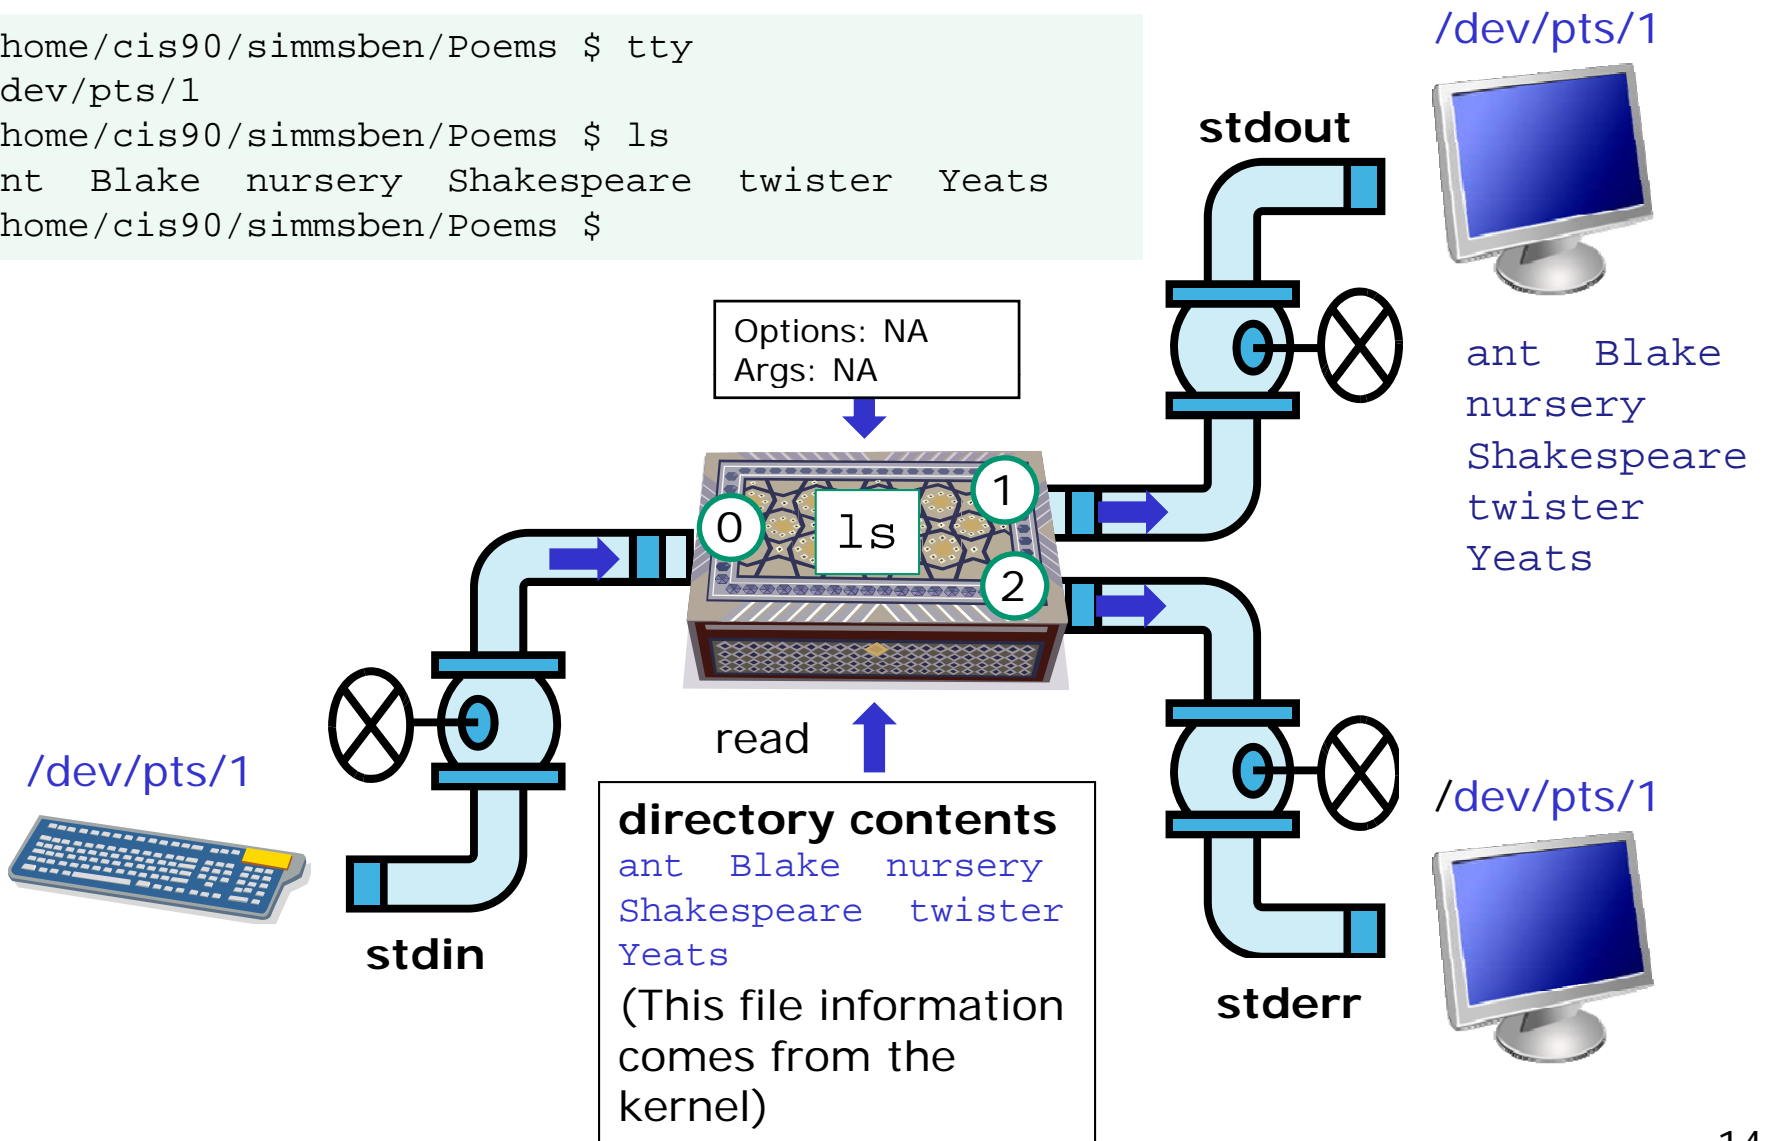 home/cis90/simmsben/Poems $ tty
dev/pts/1
home/cis90/simmsben/Poems $ ls
nt Blake nursery Shakespeare twister Yeats
home/cis90/simmsben/Poems $
/dev/pts/1
stdout
Options: NA
Args: NA
ant Blake
nursery
Shakespeare
twister
Yeats
0
ls
1
2
read
/dev/pts/1
stdin
directory contents
ant Blake nursery
Shakespeare twister
Yeats
(This file information
comes from the
kernel)
/dev/pts/1
stderr
14